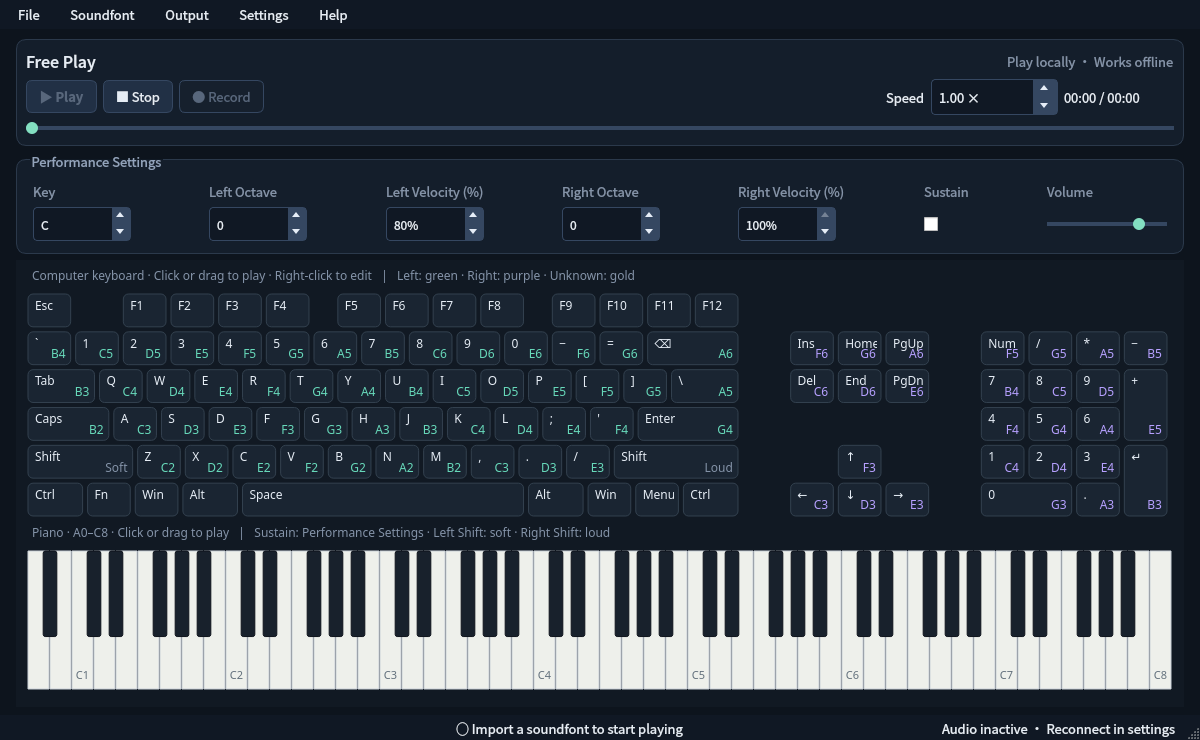 File Soundfont Output Settings Help
Free Play Play locally • Works offline
Play Stop Record Speed 1.00 × 00:00 / 00:00
Performance Settings
Key Left Octave Left Velocity (%) Right Octave Right Velocity (%) Sustain Volume
C 0 80% 0 100%
Computer keyboard · Click or drag to play · Right-click to edit | Left: green · Right: purple · Unknown: gold
Esc F1 F2 F3 F4 F5 F6 F7 F8 F9 F10 F11 F12
` B4 1 C5 2 D5 3 E5 4 F5 5 G5 6 A5 7 B5 8 C6 9 D6 0 E6 − F6 = G6 ⌫ A6 Ins F6 Home G6 PgUp A6 Num F5 / G5 * A5 − B5
Tab B3 Q C4 W D4 E E4 R F4 T G4 Y A4 U B4 I C5 O D5 P E5 [ F5 ] G5 \ A5 Del C6 End D6 PgDn E6 7 B4 8 C5 9 D5 + E5
Caps B2 A C3 S D3 D E3 F F3 G G3 H A3 J B3 K C4 L D4 ; E4 ' F4 Enter G4 4 F4 5 G4 6 A4
Shift Soft Z C2 X D2 C E2 V F2 B G2 N A2 M B2 , C3 . D3 / E3 Shift Loud ↑ F3 1 C4 2 D4 3 E4 ↵ B3
Ctrl Fn Win Alt Space Alt Win Menu Ctrl ← C3 ↓ D3 → E3 0 G3 . A3
Piano · A0–C8 · Click or drag to play | Sustain: Performance Settings · Left Shift: soft · Right Shift: loud
C1 C2 C3 C4 C5 C6 C7 C8
Import a soundfont to start playing Audio inactive • Reconnect in settings